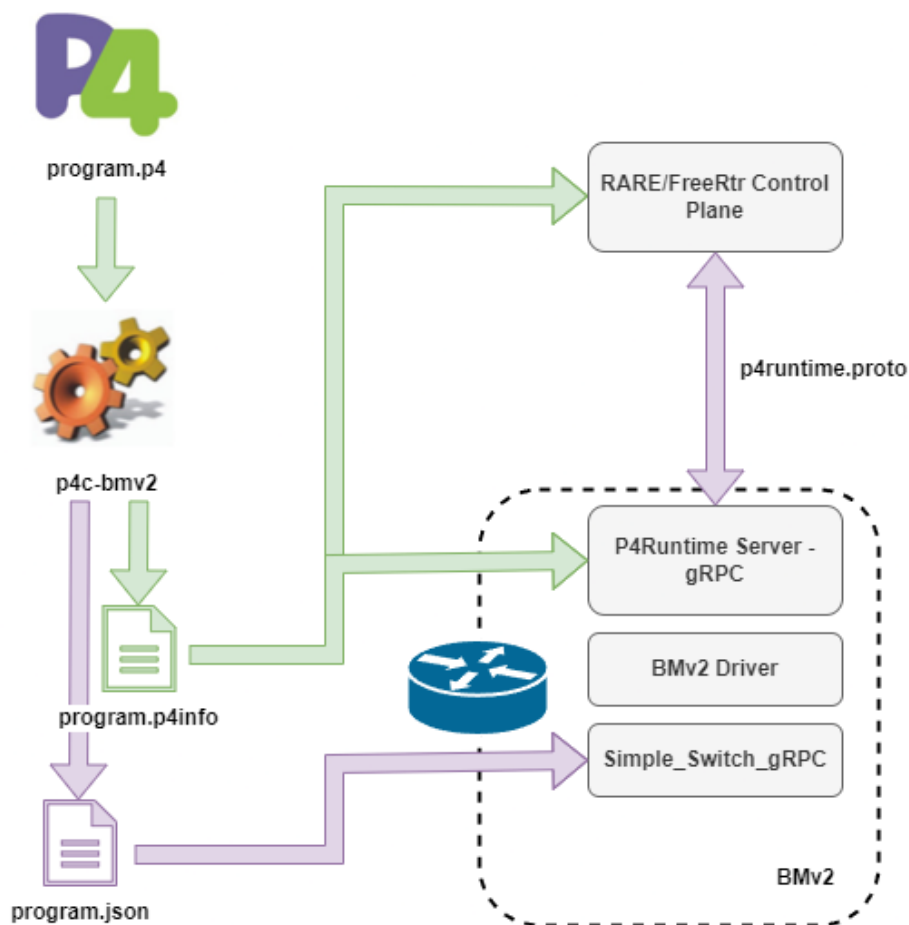 P4
program.p4
RARE/FreeRtr Control
Plane
p4runtime.proto
p4c-bmv2
P4Runtime Server -
gRPC
BMv2 Driver
program.p4info
Simple_Switch_gRPC
BMv2
program.json